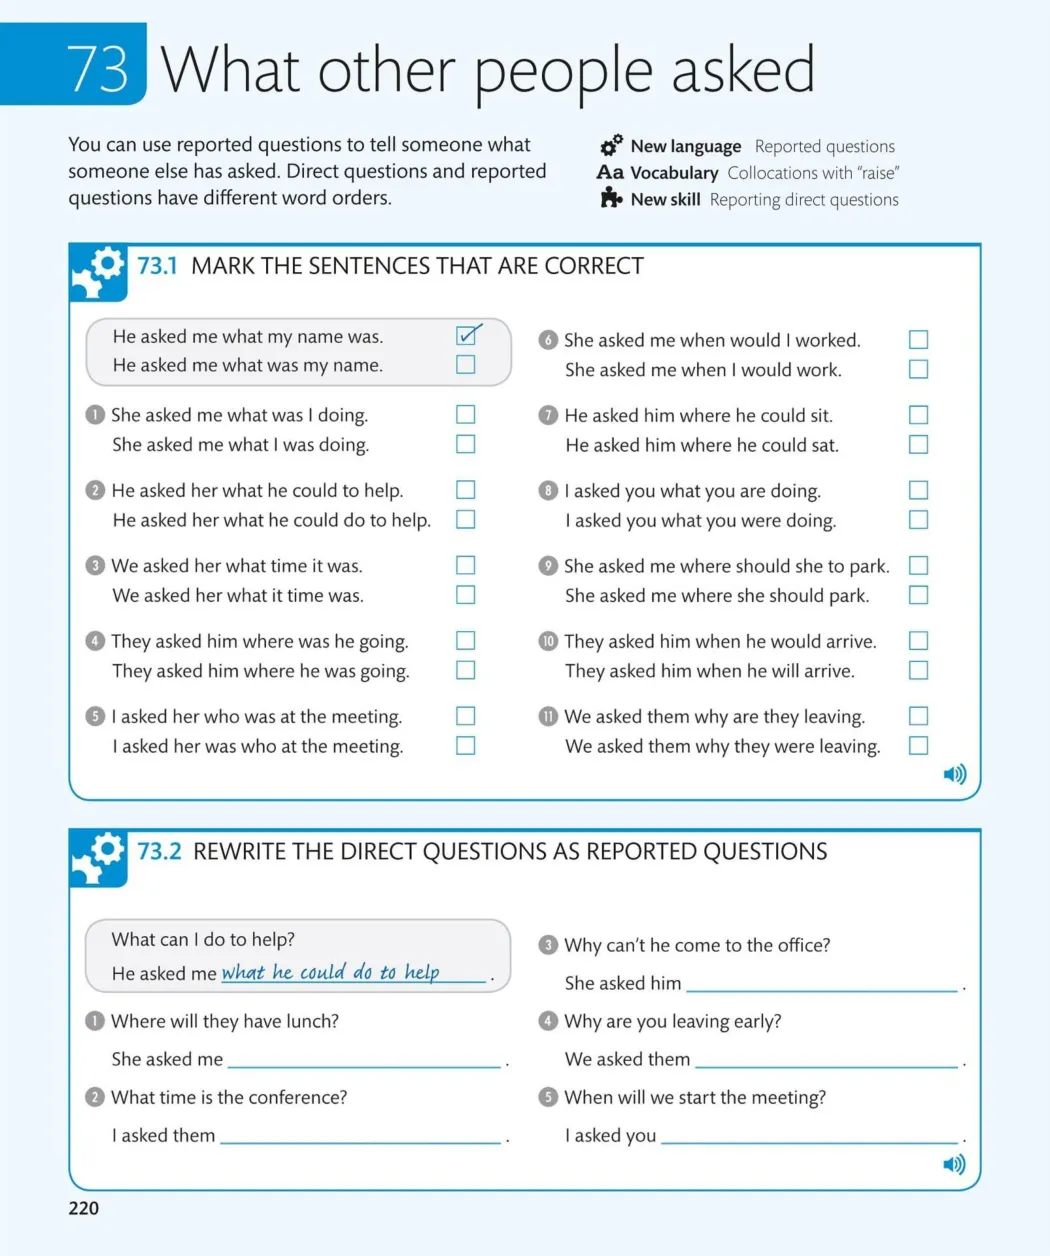 73 What other people asked
You can use reported questions to tell someone what
someone else has asked. Direct questions and reported
questions have different word orders.
New language Reported questions
Aa Vocabulary Collocations with “raise”
New skill Reporting direct questions
73.1 MARK THE SENTENCES THAT ARE CORRECT
He asked me what my name was.
He asked me what was my name.
1 She asked me what was I doing.
She asked me what I was doing.
2 He asked her what he could to help.
He asked her what he could do to help.
3 We asked her what time it was.
We asked her what it time was.
4 They asked him where was he going.
They asked him where he was going.
5 I asked her who was at the meeting.
I asked her was who at the meeting.
6 She asked me when would I worked.
She asked me when I would work.
7 He asked him where he could sit.
He asked him where he could sat.
8 I asked you what you are doing.
I asked you what you were doing.
9 She asked me where should she to park.
She asked me where she should park.
10 They asked him when he would arrive.
They asked him when he will arrive.
11 We asked them why are they leaving.
We asked them why they were leaving.
73.2 REWRITE THE DIRECT QUESTIONS AS REPORTED QUESTIONS
What can I do to help?
He asked me what he could do to help.
1 Where will they have lunch?
She asked me .
2 What time is the conference?
I asked them .
3 Why can’t he come to the office?
She asked him .
4 Why are you leaving early?
We asked them .
5 When will we start the meeting?
I asked you .
220